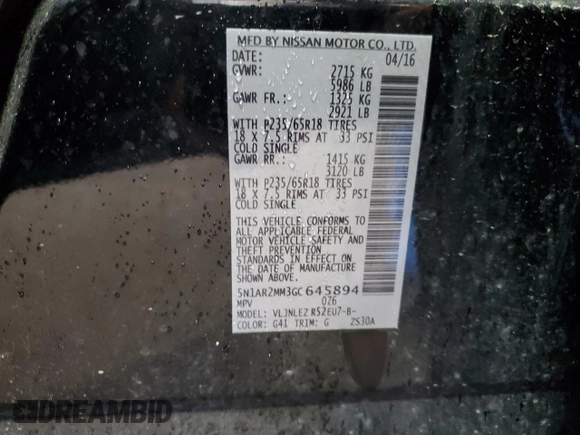 MFD BY NISSAN MOTOR CO., LTD.
DATE: 04/16
GVWR: 2715 KG
5986 LB
GAWR FR.: 1325 KG
2921 LB
WITH P235/65R18 TIRES
18 X 7.5 RIMS AT 33 PSI
COLD SINGLE
GAWR RR.: 1415 KG
3120 LB
WITH P235/65R18 TIRES
18 X 7.5 RIMS AT 33 PSI
COLD SINGLE
THIS VEHICLE CONFORMS TO
ALL APPLICABLE FEDERAL
MOTOR VEHICLE SAFETY AND
THEFT PREVENTION
STANDARDS IN EFFECT ON
THE DATE OF MANUFACTURE
SHOWN ABOVE.
5N1AR2MM3GC645894
MPV 026
MODEL: VLJNLEZ R52EU7-B-
COLOR: G41 TRIM: G ZS30A
DREAMBID